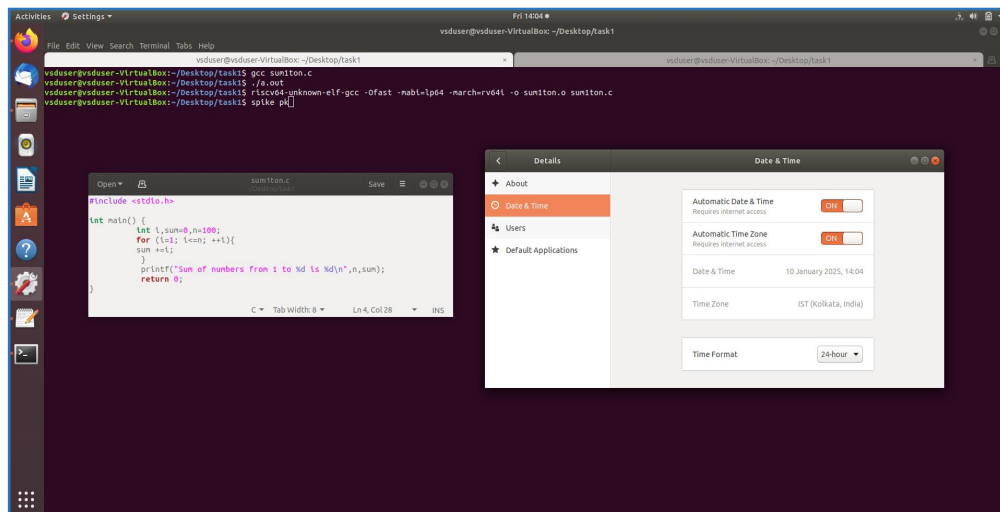 Activities Settings Fri 14:04
vsduser@vsduser-VirtualBox: ~/Desktop/task1
File Edit View Search Terminal Tabs Help
vsduser@vsduser-VirtualBox: ~/Desktop/task1 × vsduser@vsduser-VirtualBox: ~/Desktop/task1 ×
vsduser@vsduser-VirtualBox:~/Desktop/task1$ gcc sum1ton.c
vsduser@vsduser-VirtualBox:~/Desktop/task1$ ./a.out
vsduser@vsduser-VirtualBox:~/Desktop/task1$ riscv64-unknown-elf-gcc -Ofast -mabi=lp64 -march=rv64i -o sum1ton.o sum1ton.c
vsduser@vsduser-VirtualBox:~/Desktop/task1$ spike pk
Open sum1ton.c Save
~/Desktop/task1
#include <stdio.h>
int main() {
int i,sum=0,n=100;
for (i=1; i<=n; ++i){
sum +=i;
}
printf("Sum of numbers from 1 to %d is %d\n",n,sum);
return 0;
}
C Tab Width: 8 Ln 4, Col 28 INS
Details Date & Time
About
Date & Time
Users
Default Applications
Automatic Date & Time ON
Requires internet access
Automatic Time Zone ON
Requires internet access
Date & Time 10 January 2025, 14:04
Time Zone IST (Kolkata, India)
Time Format 24-hour